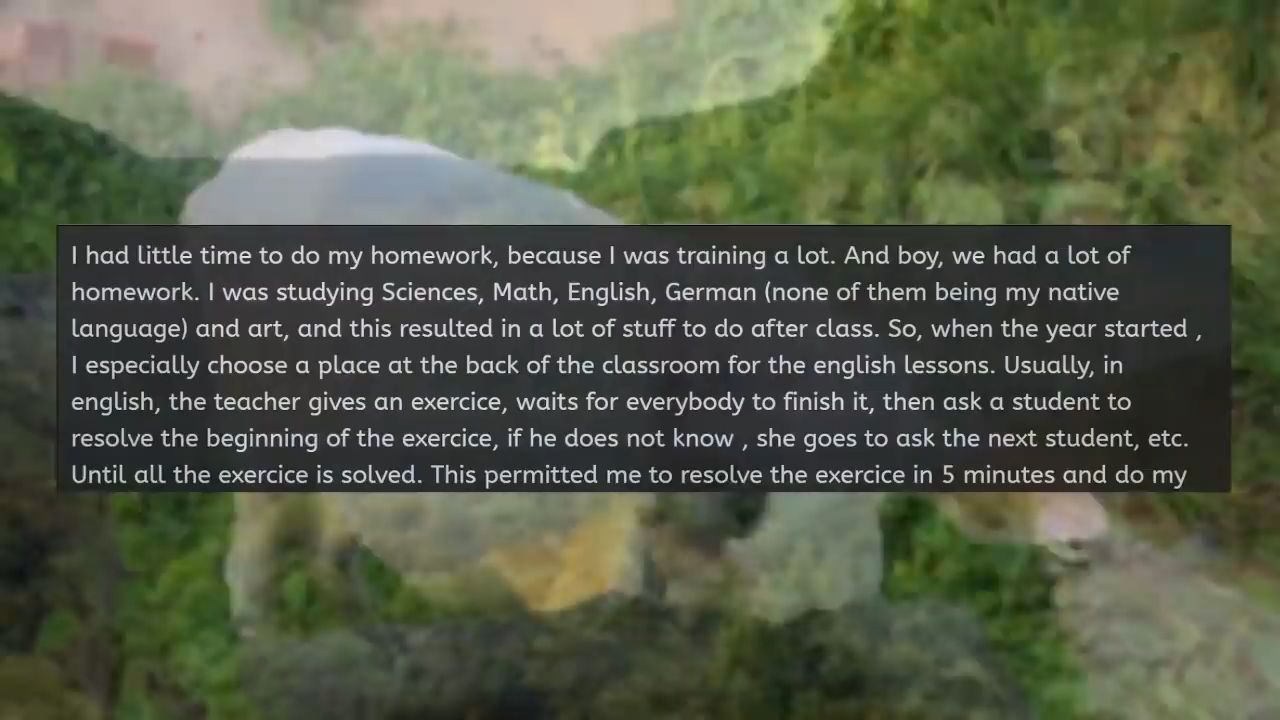 I had little time to do my homework, because I was training a lot. And boy, we had a lot of
homework. I was studying Sciences, Math, English, German (none of them being my native
language) and art, and this resulted in a lot of stuff to do after class. So, when the year started ,
I especially choose a place at the back of the classroom for the english lessons. Usually, in
english, the teacher gives an exercice, waits for everybody to finish it, then ask a student to
resolve the beginning of the exercice, if he does not know , she goes to ask the next student, etc.
Until all the exercice is solved. This permitted me to resolve the exercice in 5 minutes and do my